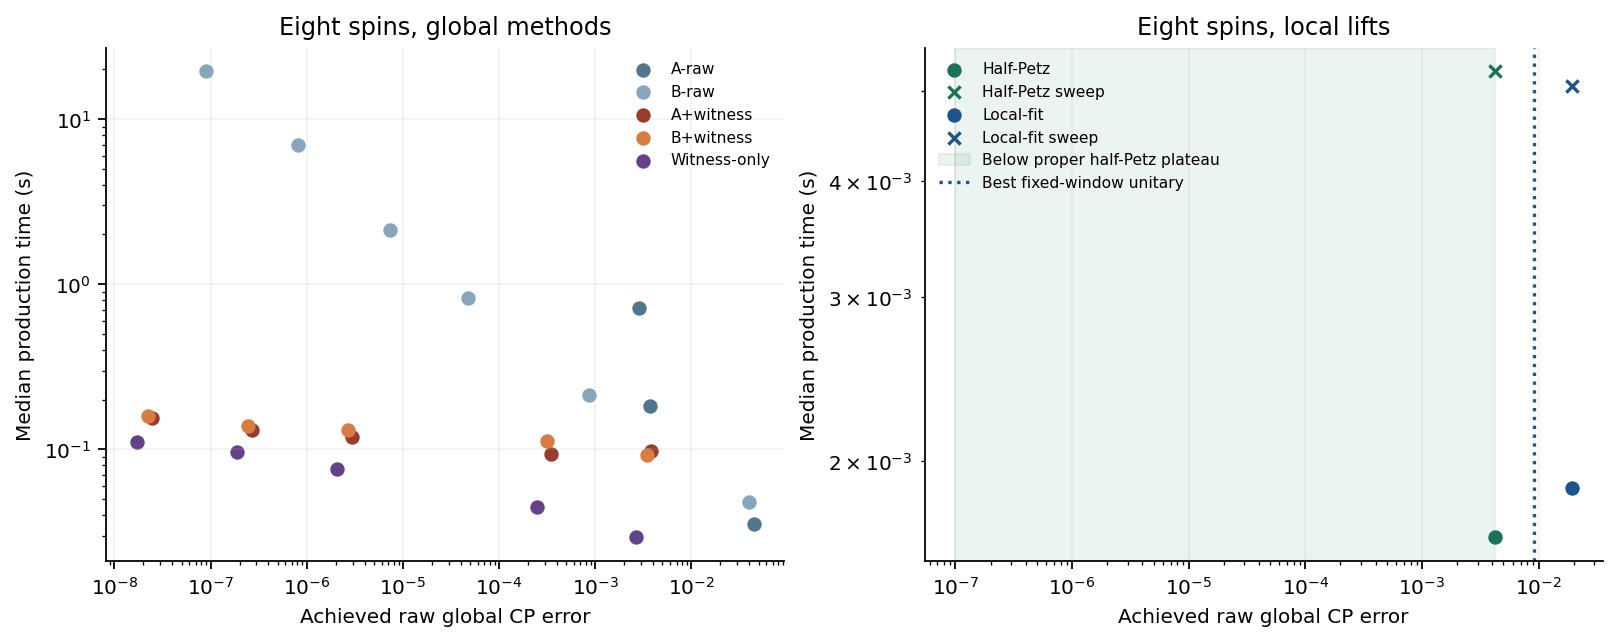 Eight spins, global methods
Median production time (s)
10¹
10⁰
10⁻¹
A-raw
B-raw
A+witness
B+witness
Witness-only
10⁻⁸ 10⁻⁷ 10⁻⁶ 10⁻⁵ 10⁻⁴ 10⁻³ 10⁻²
Achieved raw global CP error
Eight spins, local lifts
Median production time (s)
4 × 10⁻³
3 × 10⁻³
2 × 10⁻³
Half-Petz
Half-Petz sweep
Local-fit
Local-fit sweep
Below proper half-Petz plateau
Best fixed-window unitary
10⁻⁷ 10⁻⁶ 10⁻⁵ 10⁻⁴ 10⁻³ 10⁻²
Achieved raw global CP error